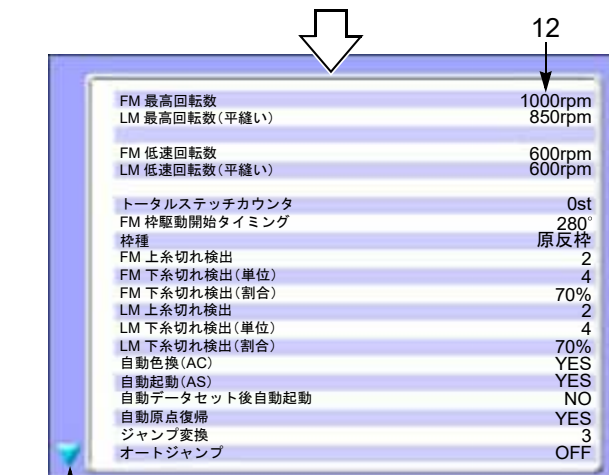 12
FM 最高回転数 1000rpm
LM 最高回転数(平縫い) 850rpm
FM 低速回転数 600rpm
LM 低速回転数(平縫い) 600rpm
トータルステッチカウンタ 0st
FM 枠駆動開始タイミング 280°
枠種 原反枠
FM 上糸切れ検出 2
FM 下糸切れ検出(単位) 4
FM 下糸切れ検出(割合) 70%
LM 上糸切れ検出 2
LM 下糸切れ検出(単位) 4
LM 下糸切れ検出(割合) 70%
自動色換(AC) YES
自動起動(AS) YES
自動データセット後自動起動 NO
自動原点復帰 YES
ジャンプ変換 3
オートジャンプ OFF